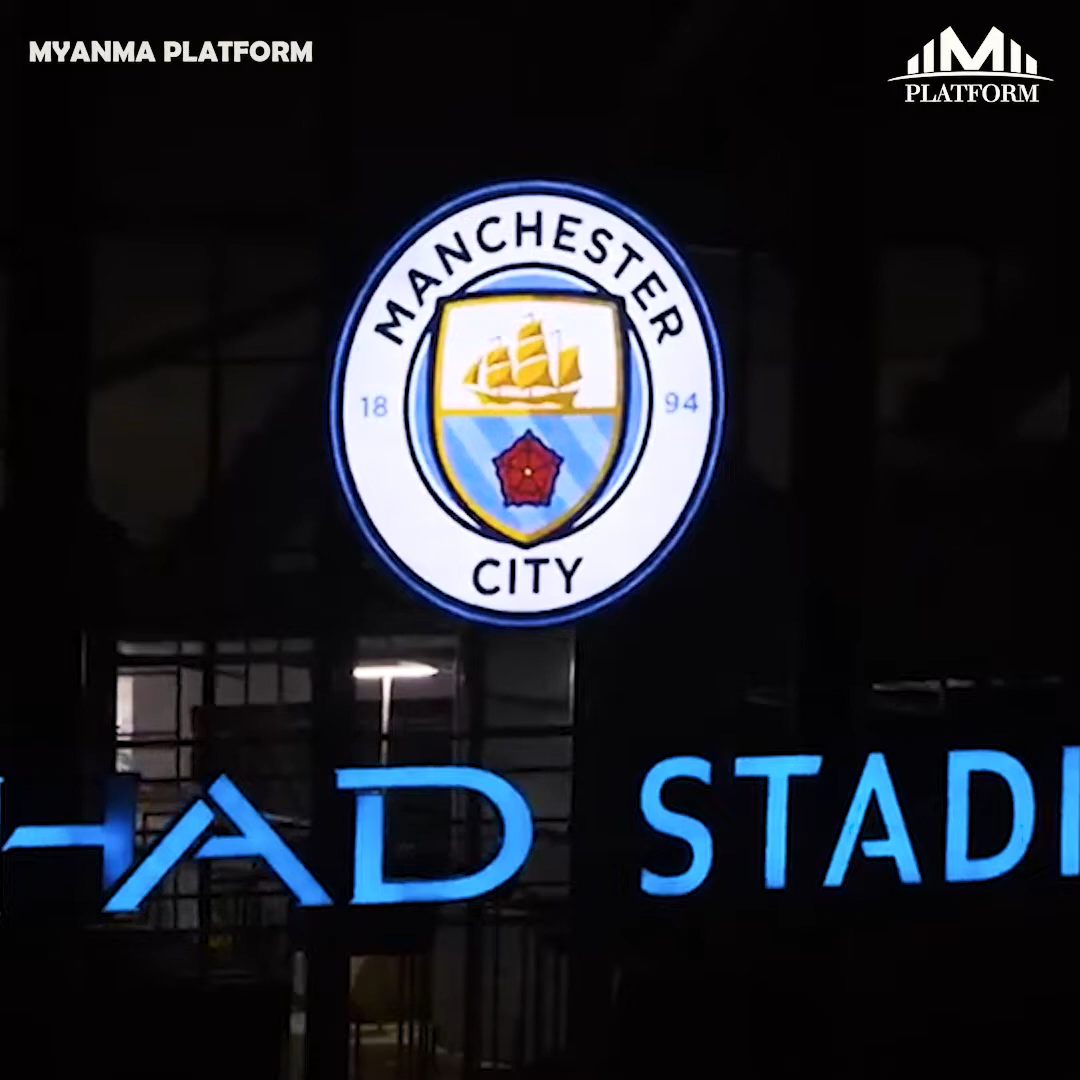 MYANMA PLATFORM
M
PLATFORM
MANCHESTER
18 94
CITY
HAD STADI